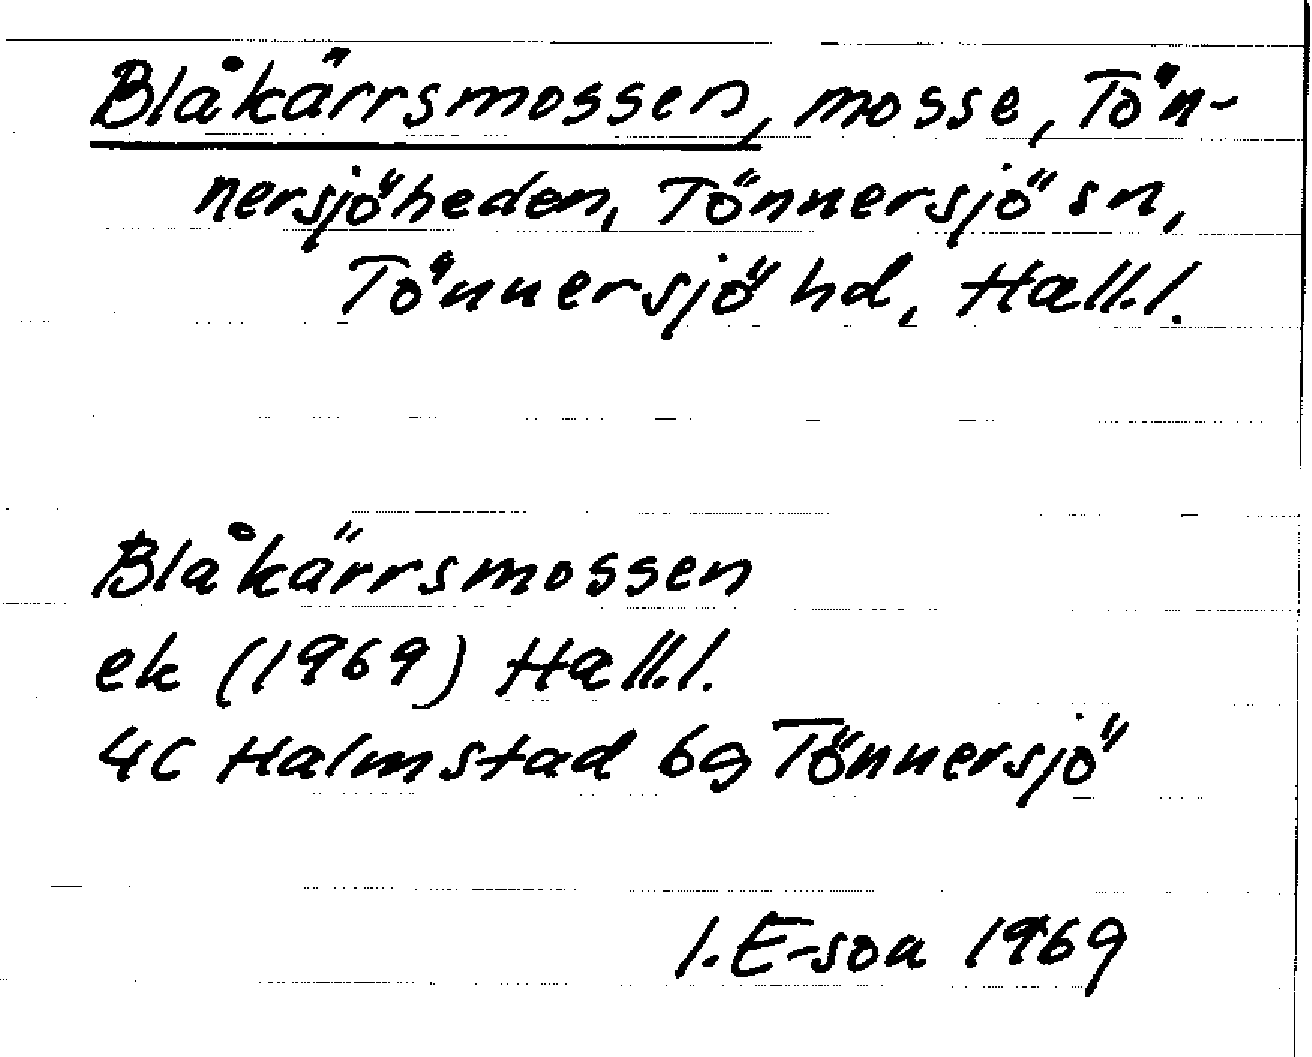 Blåkärrsmossen, mosse, Tön-
nersjöheden, Tönnersjö sn,
Tönnersjö hd, Hall.l.
Blåkärrsmossen
ek (1969) Hall.l.
4C Halmstad 6g Tönnersjö
I. E-son 1969